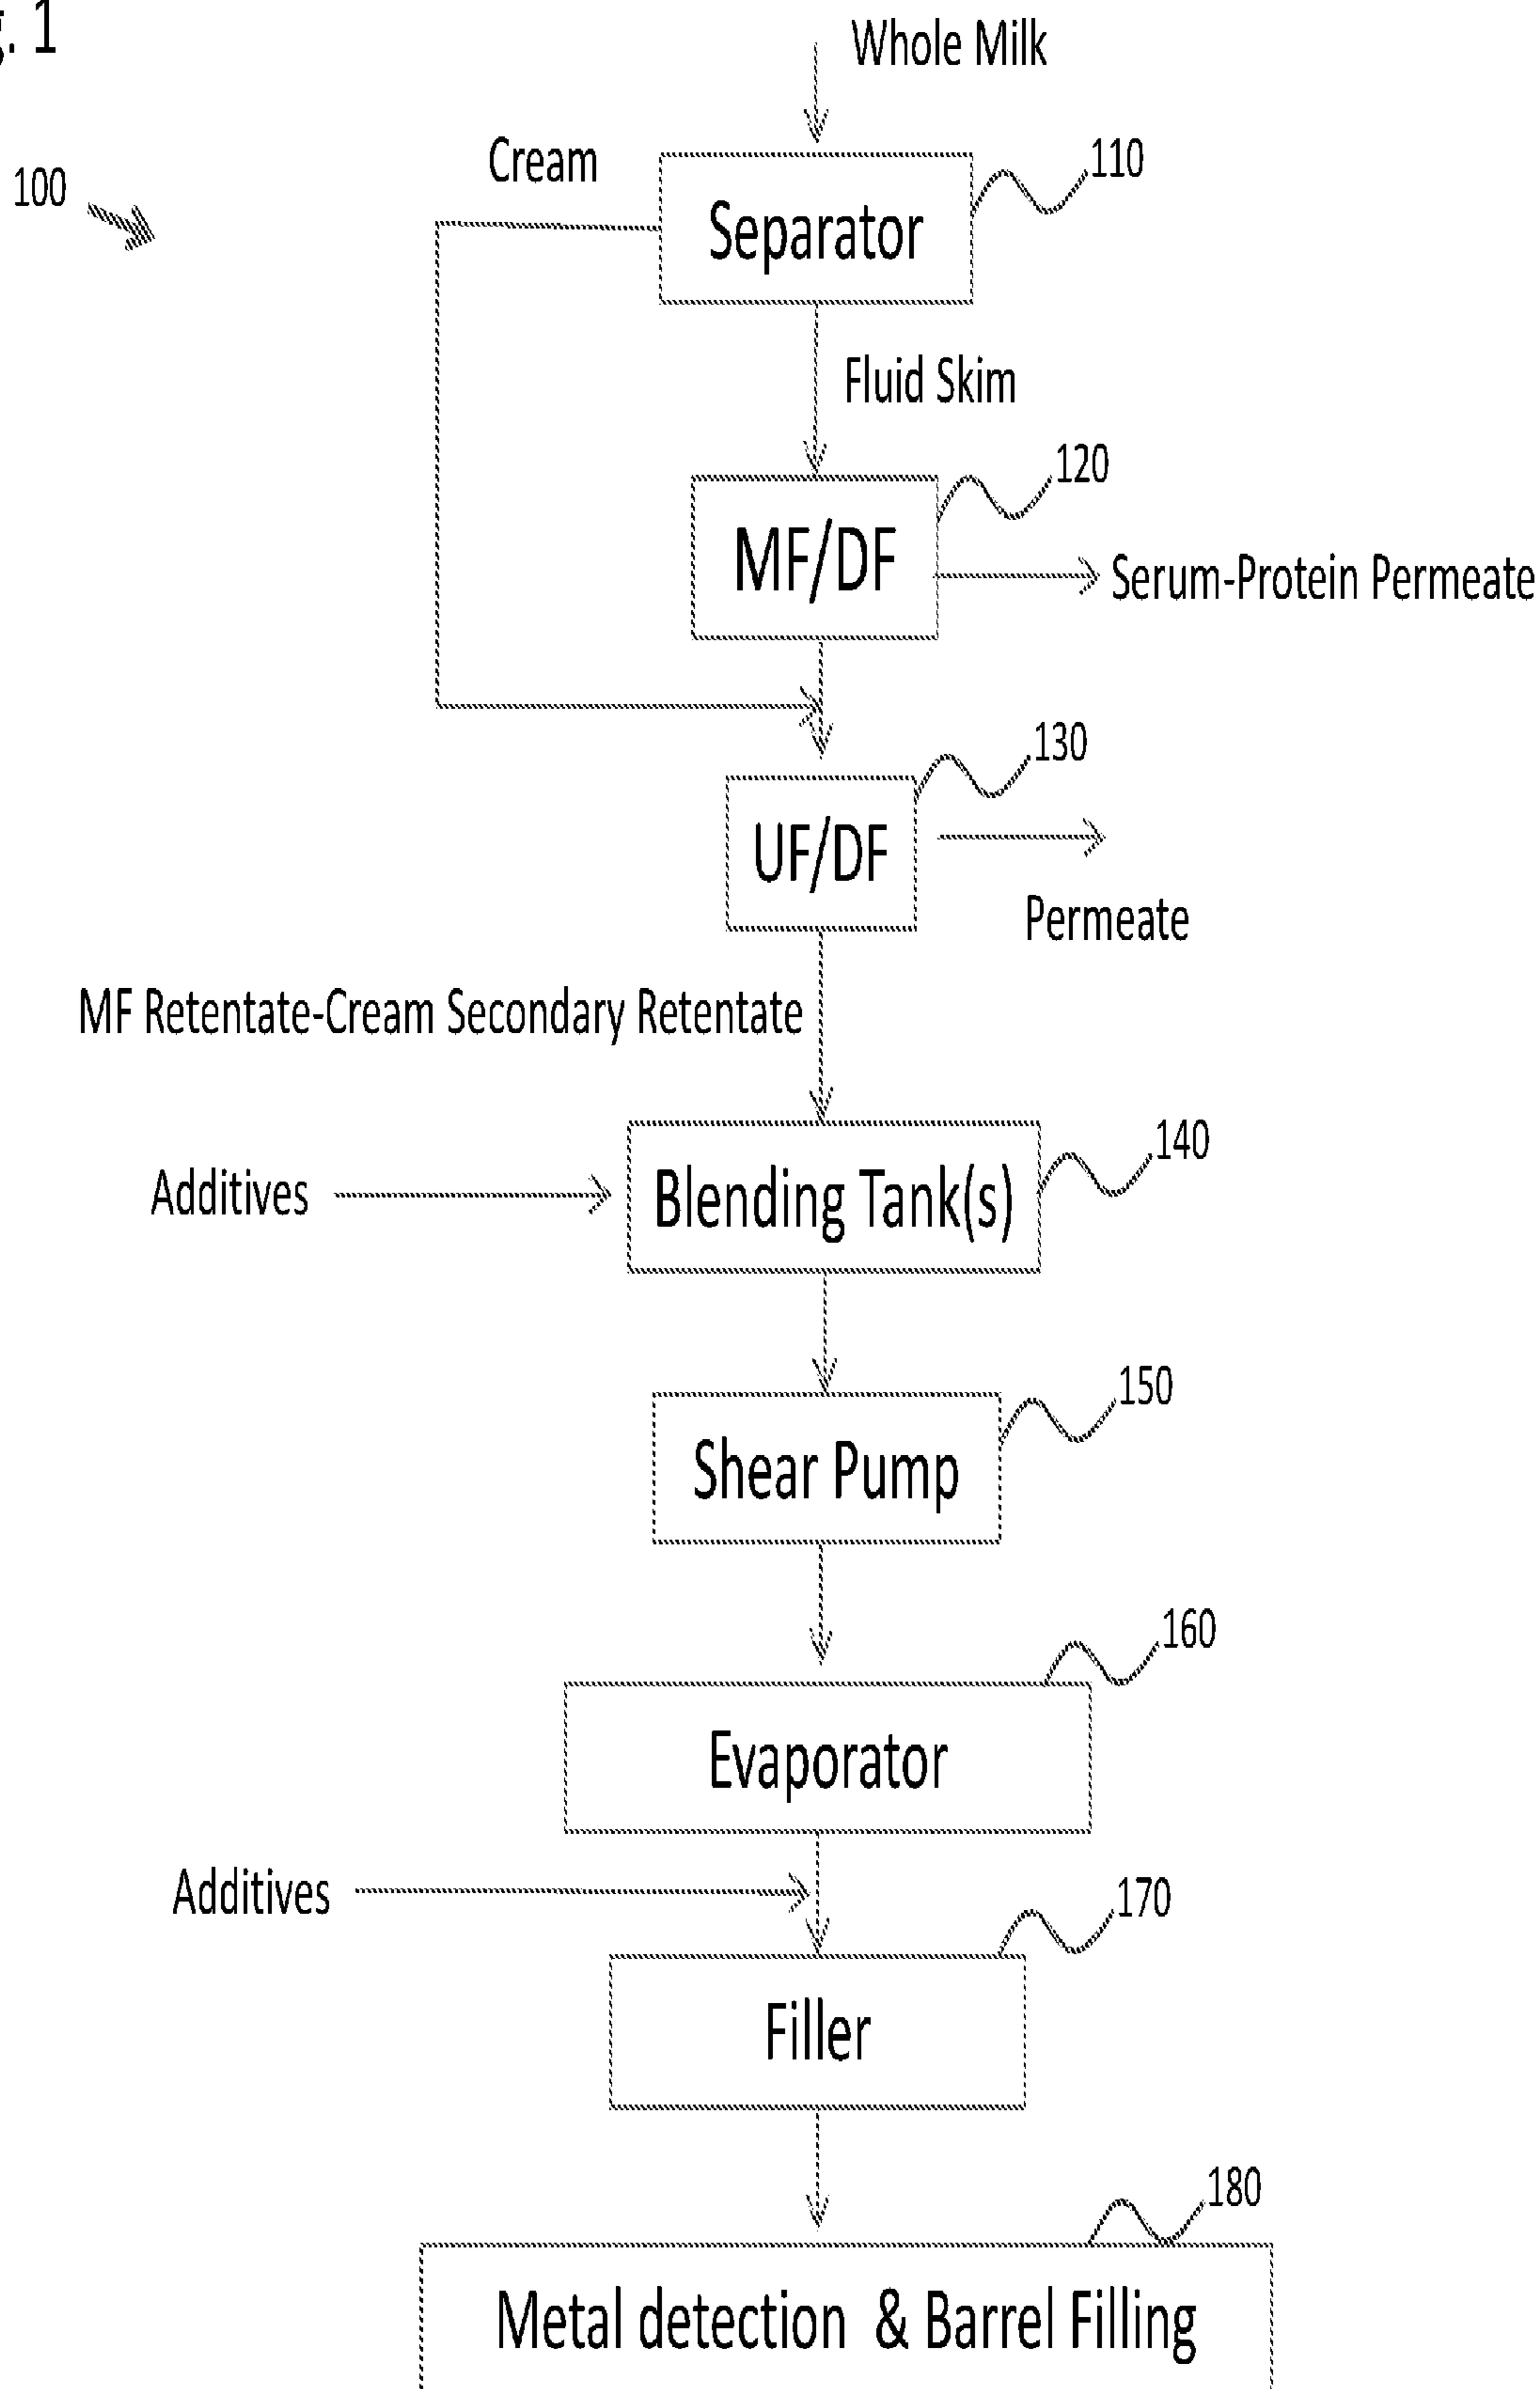 g. 1
Whole Milk
Cream
110
100
Separator
Fluid Skim
120
MF/DF
Serum-Protein Permeate
130
UF/DF
Permeate
MF Retentate-Cream Secondary Retentate
140
Additives
Blending Tank(s)
150
Shear Pump
160
Evaporator
Additives
170
Filler
180
Metal detection & Barrel Filling